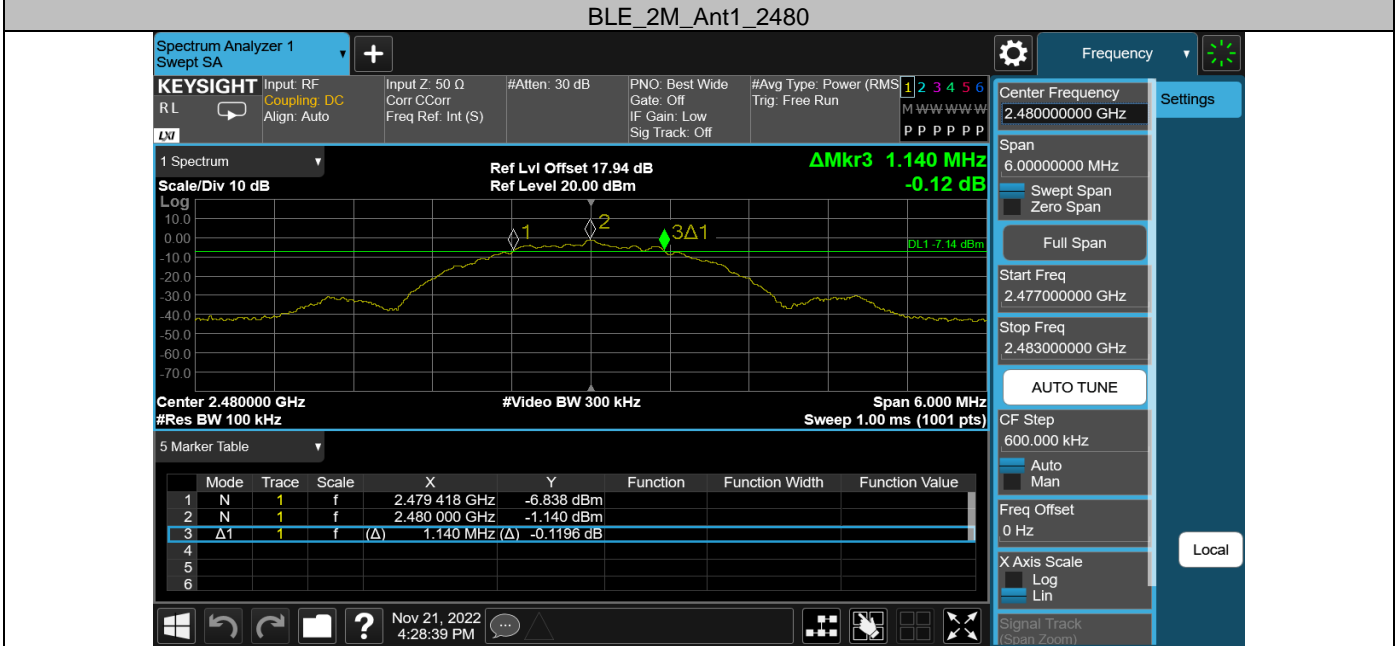 BLE_2M_Ant1_2480
Spectrum Analyzer 1
Swept SA
Frequency
KEYSIGHT
RL
LXI
Input: RF
Coupling: DC
Align: Auto
Input Z: 50 Ω
Corr CCorr
Freq Ref: Int (S)
#Atten: 30 dB
PNO: Best Wide
Gate: Off
IF Gain: Low
Sig Track: Off
#Avg Type: Power (RMS
Trig: Free Run
1 2 3 4 5 6
M W W W W W
P P P P P P
1 Spectrum
Scale/Div 10 dB
Ref Lvl Offset 17.94 dB
Ref Level 20.00 dBm
ΔMkr3 1.140 MHz
-0.12 dB
Log
10.0
0.00
-10.0
-20.0
-30.0
-40.0
-50.0
-60.0
-70.0
1
2
3Δ1
DL1 -7.14 dBm
Center 2.480000 GHz
#Video BW 300 kHz
Span 6.000 MHz
#Res BW 100 kHz
Sweep 1.00 ms (1001 pts)
5 Marker Table
Mode Trace Scale X Y Function Function Width Function Value
1 N 1 f 2.479 418 GHz -6.838 dBm
2 N 1 f 2.480 000 GHz -1.140 dBm
3 Δ1 1 f (Δ) 1.140 MHz (Δ) -0.1196 dB
4
5
6
?
Nov 21, 2022
4:28:39 PM
Center Frequency
2.480000000 GHz
Settings
Span
6.00000000 MHz
Swept Span
Zero Span
Full Span
Start Freq
2.477000000 GHz
Stop Freq
2.483000000 GHz
AUTO TUNE
CF Step
600.000 kHz
Auto
Man
Freq Offset
0 Hz
X Axis Scale
Log
Lin
Local
Signal Track
(Span Zoom)